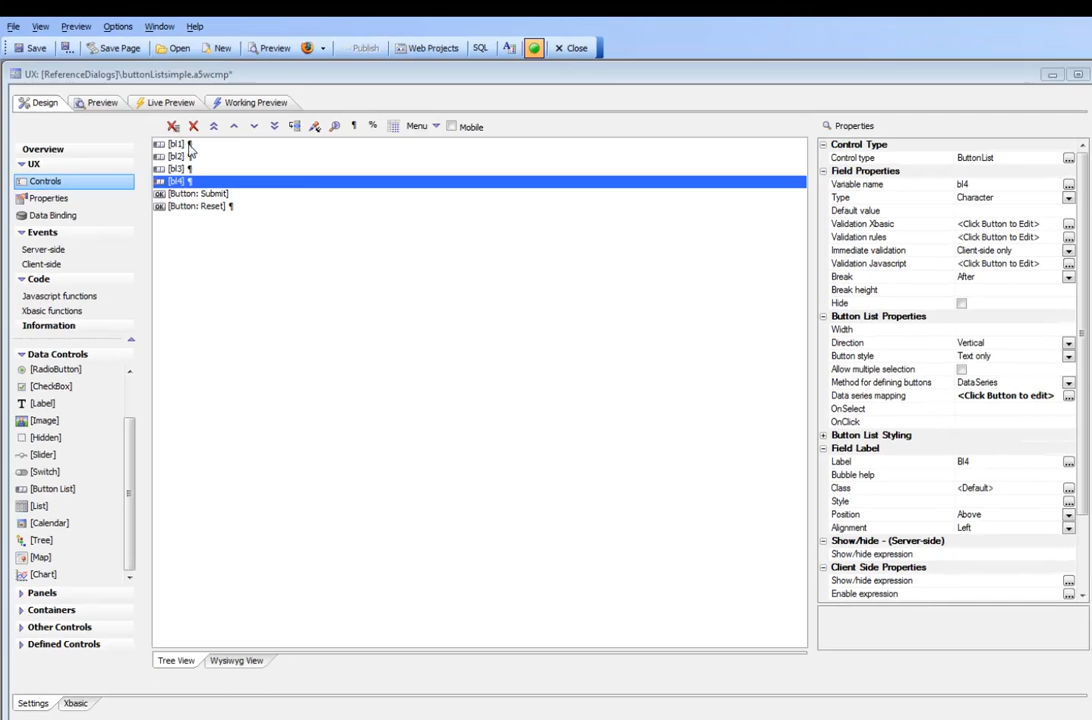 File View Preview Options Window Help
Save Save Page Open New Preview Publish Web Projects SQL A Close
UX: [ReferenceDialogs]\buttonListsimple.a5wcmp*
Design Preview Live Preview Working Preview
¶ % Menu Mobile
Overview
UX
Controls
Properties
Data Binding
Events
Server-side
Client-side
Code
Javascript functions
Xbasic functions
Information
Data Controls
[RadioButton]
[CheckBox]
T [Label]
[Image]
[Hidden]
[Slider]
[Switch]
[Button List]
[List]
[Calendar]
[Tree]
[Map]
[Chart]
Panels
Containers
Other Controls
Defined Controls
[bl1] ¶
[bl2] ¶
[bl3] ¶
[bl4] ¶
OK [Button: Submit]
OK [Button: Reset] ¶
Tree View Wysiwyg View
Settings Xbasic
Properties
Control Type
Control type ButtonList ...
Field Properties
Variable name bl4 ...
Type Character
Default value
Validation Xbasic <Click Button to Edit> ...
Validation rules <Click Button to Edit> ...
Immediate validation Client-side only
Validation Javascript <Click Button to Edit> ...
Break After
Break height
Hide
Button List Properties
Width
Direction Vertical
Button style Text only
Allow multiple selection
Method for defining buttons DataSeries
Data series mapping <Click Button to edit> ...
OnSelect
OnClick
Button List Styling
Field Label
Label Bl4 ...
Bubble help
Class <Default> ...
Style ...
Position Above
Alignment Left
Show/hide - (Server-side)
Show/hide expression
Client Side Properties
Show/hide expression ...
Enable expression ...